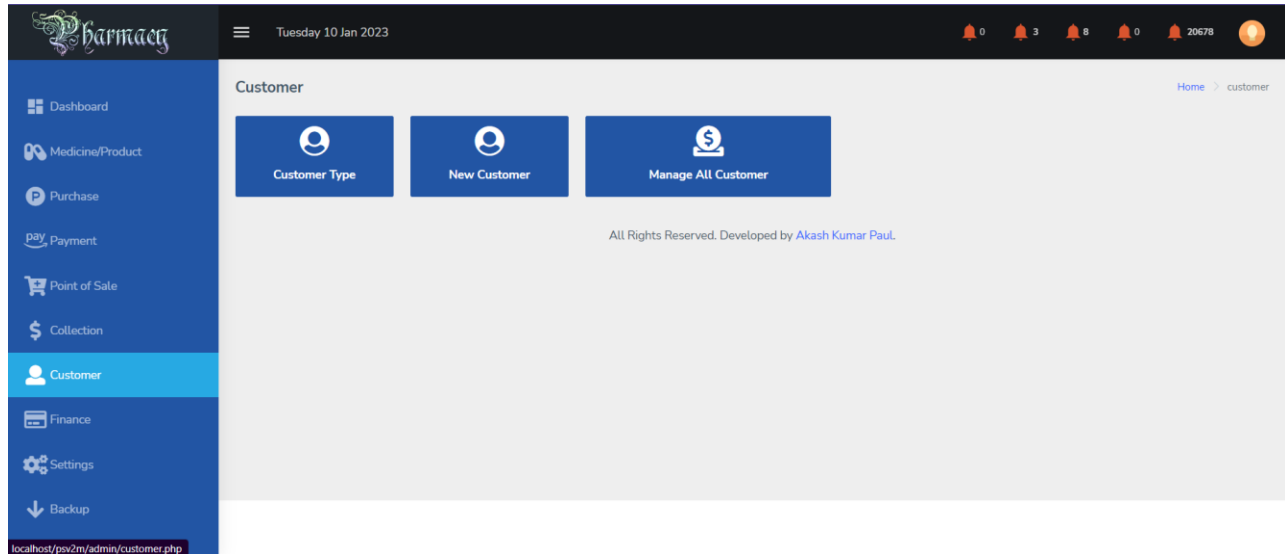 Pharmacy
Tuesday 10 Jan 2023
0 3 8 0 20678
Customer
Home > customer
Dashboard
Medicine/Product
P Purchase
pay Payment
Point of Sale
$ Collection
Customer
Finance
Settings
Backup
Customer Type
New Customer
$
Manage All Customer
All Rights Reserved. Developed by Akash Kumar Paul.
localhost/psv2m/admin/customer.php